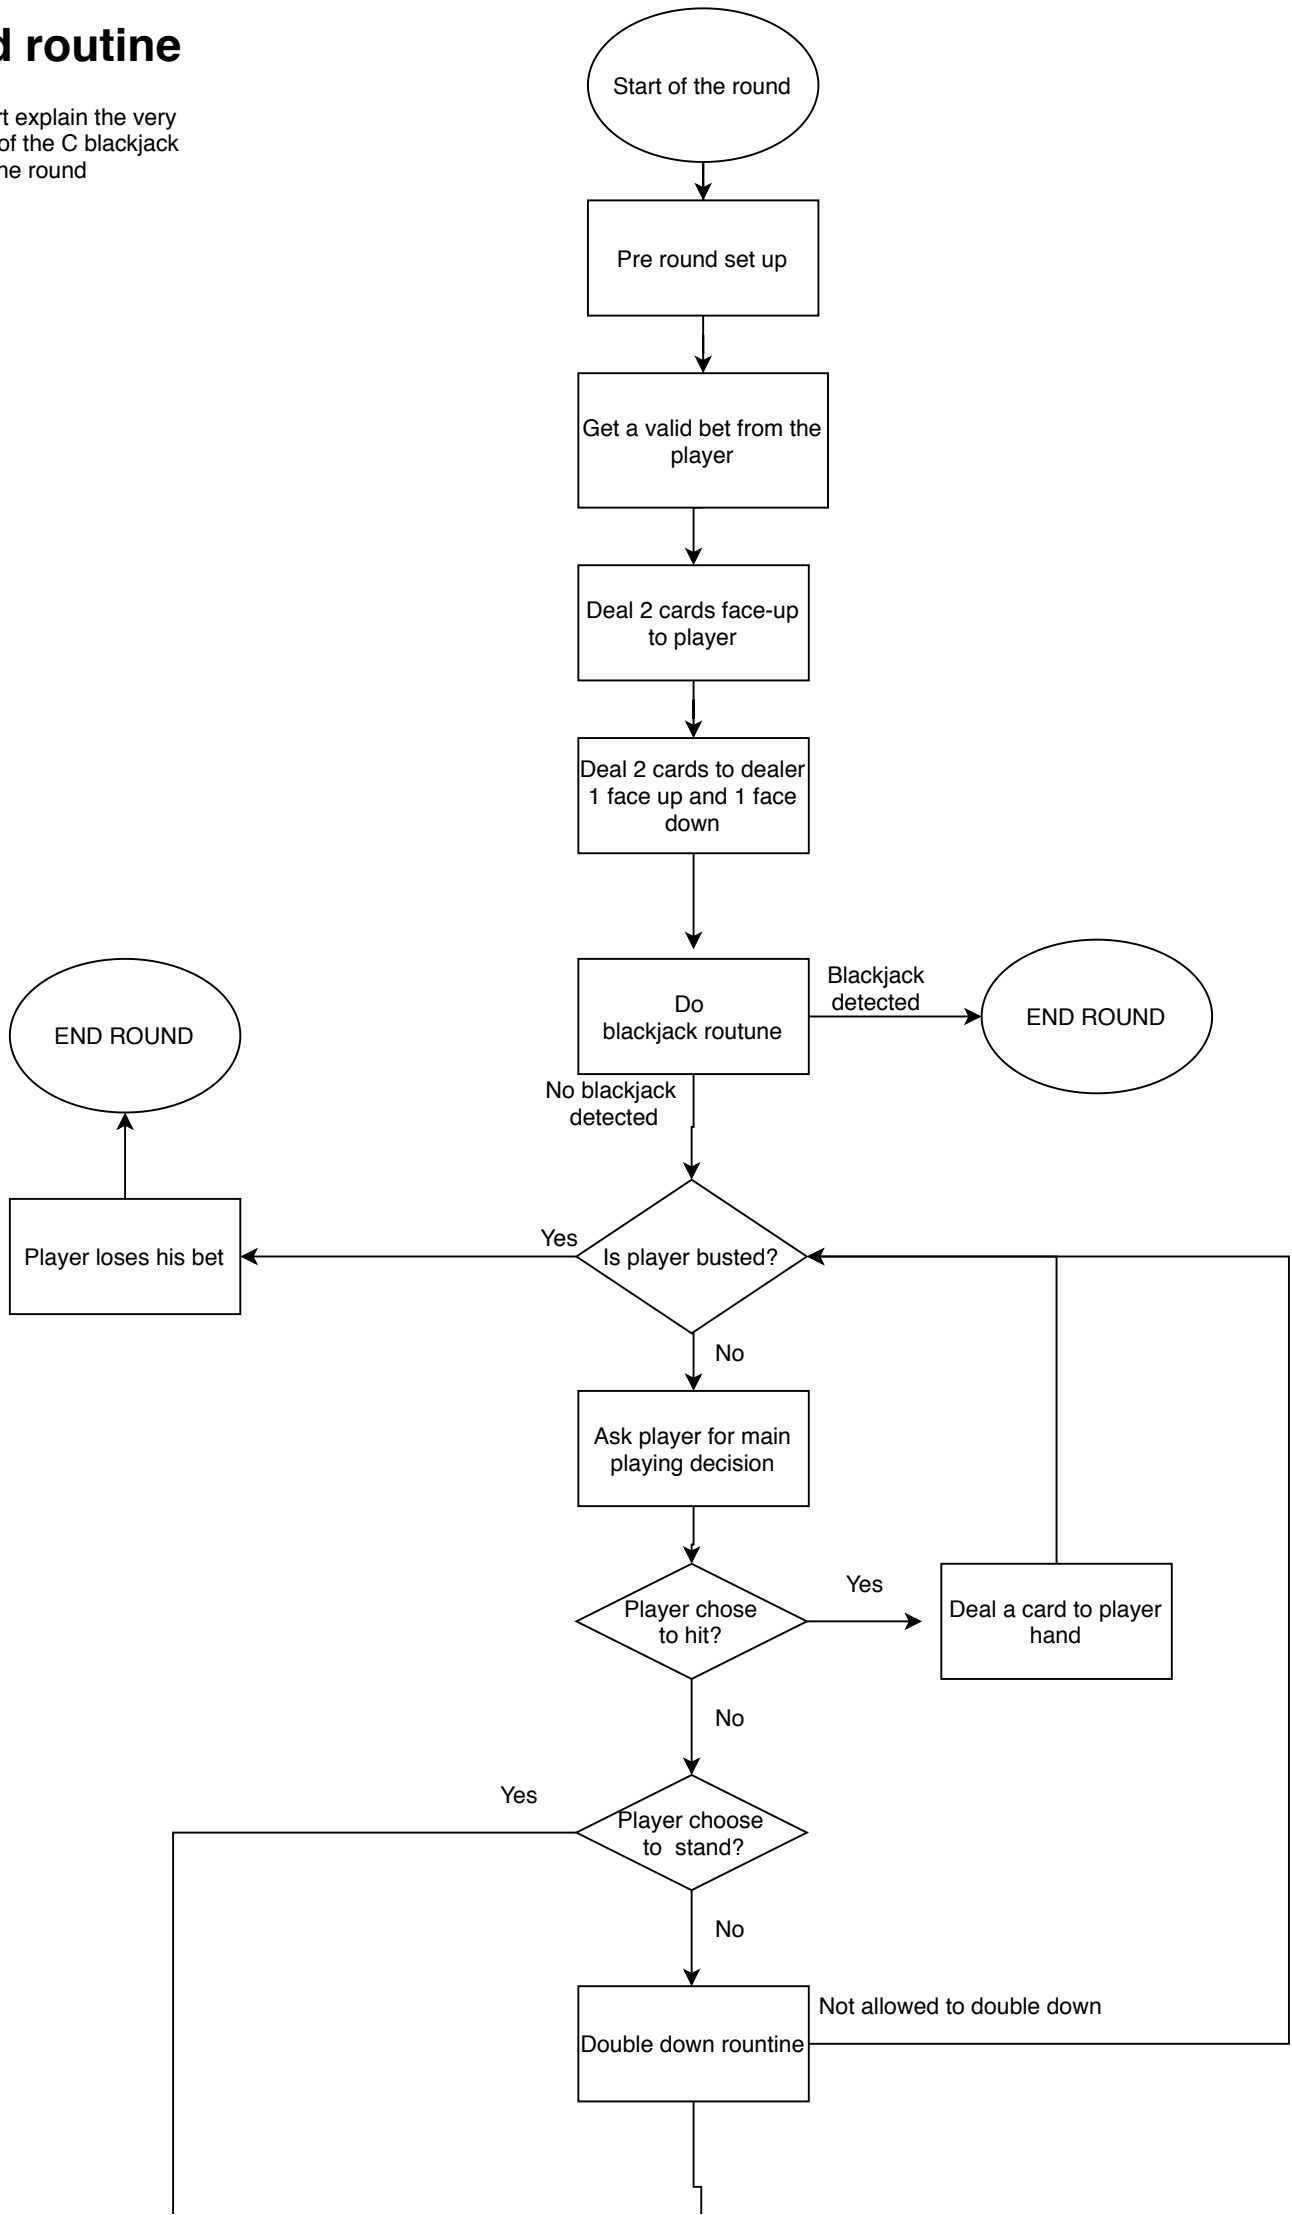 d routine
rt explain the very
of the C blackjack
he round
Start of the round
Pre round set up
Get a valid bet from the
player
Deal 2 cards face-up
to player
Deal 2 cards to dealer
1 face up and 1 face
down
Do
blackjack routune
Blackjack
detected
END ROUND
END ROUND
No blackjack
detected
Is player busted?
Yes
Player loses his bet
No
Ask player for main
playing decision
Player chose
to hit?
Yes
Deal a card to player
hand
No
Player choose
to  stand?
Yes
No
Double down rountine
Not allowed to double down